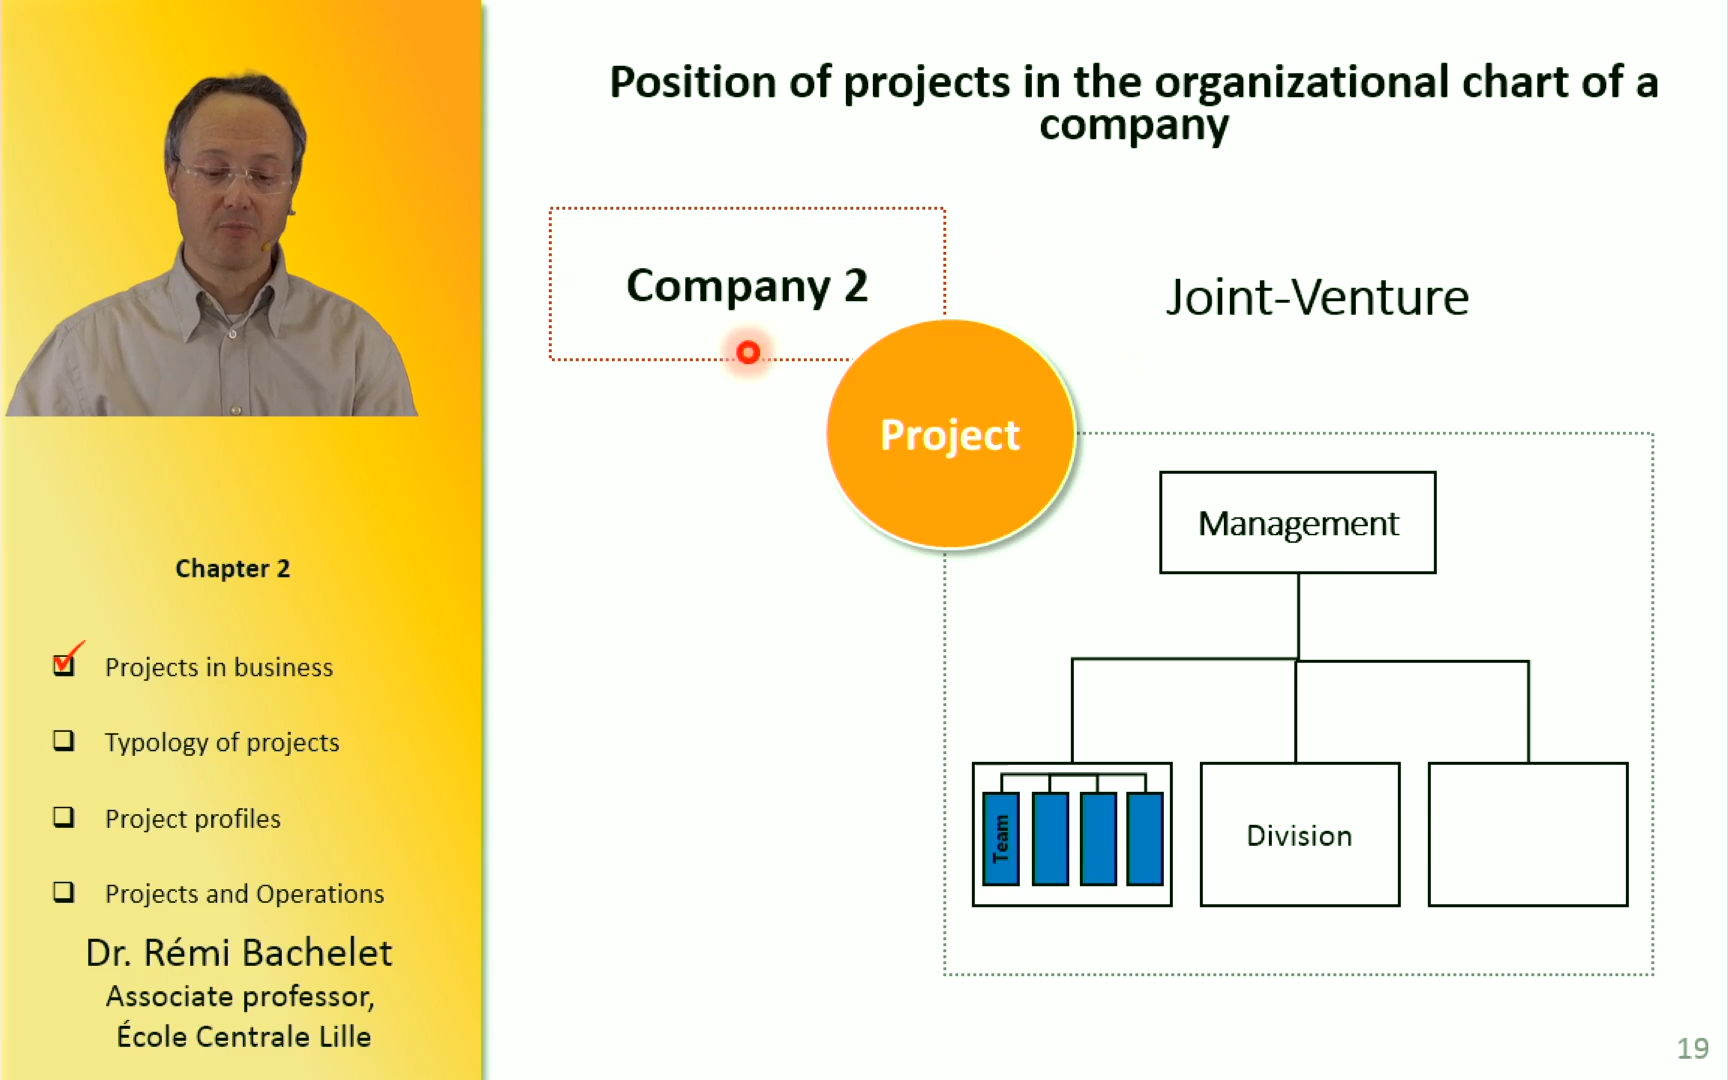 Position of projects in the organizational chart of a
company
Company 2
Joint-Venture
Project
Management
Team
Division
Chapter 2
Projects in business
Typology of projects
Project profiles
Projects and Operations
Dr. Rémi Bachelet
Associate professor,
École Centrale Lille
19